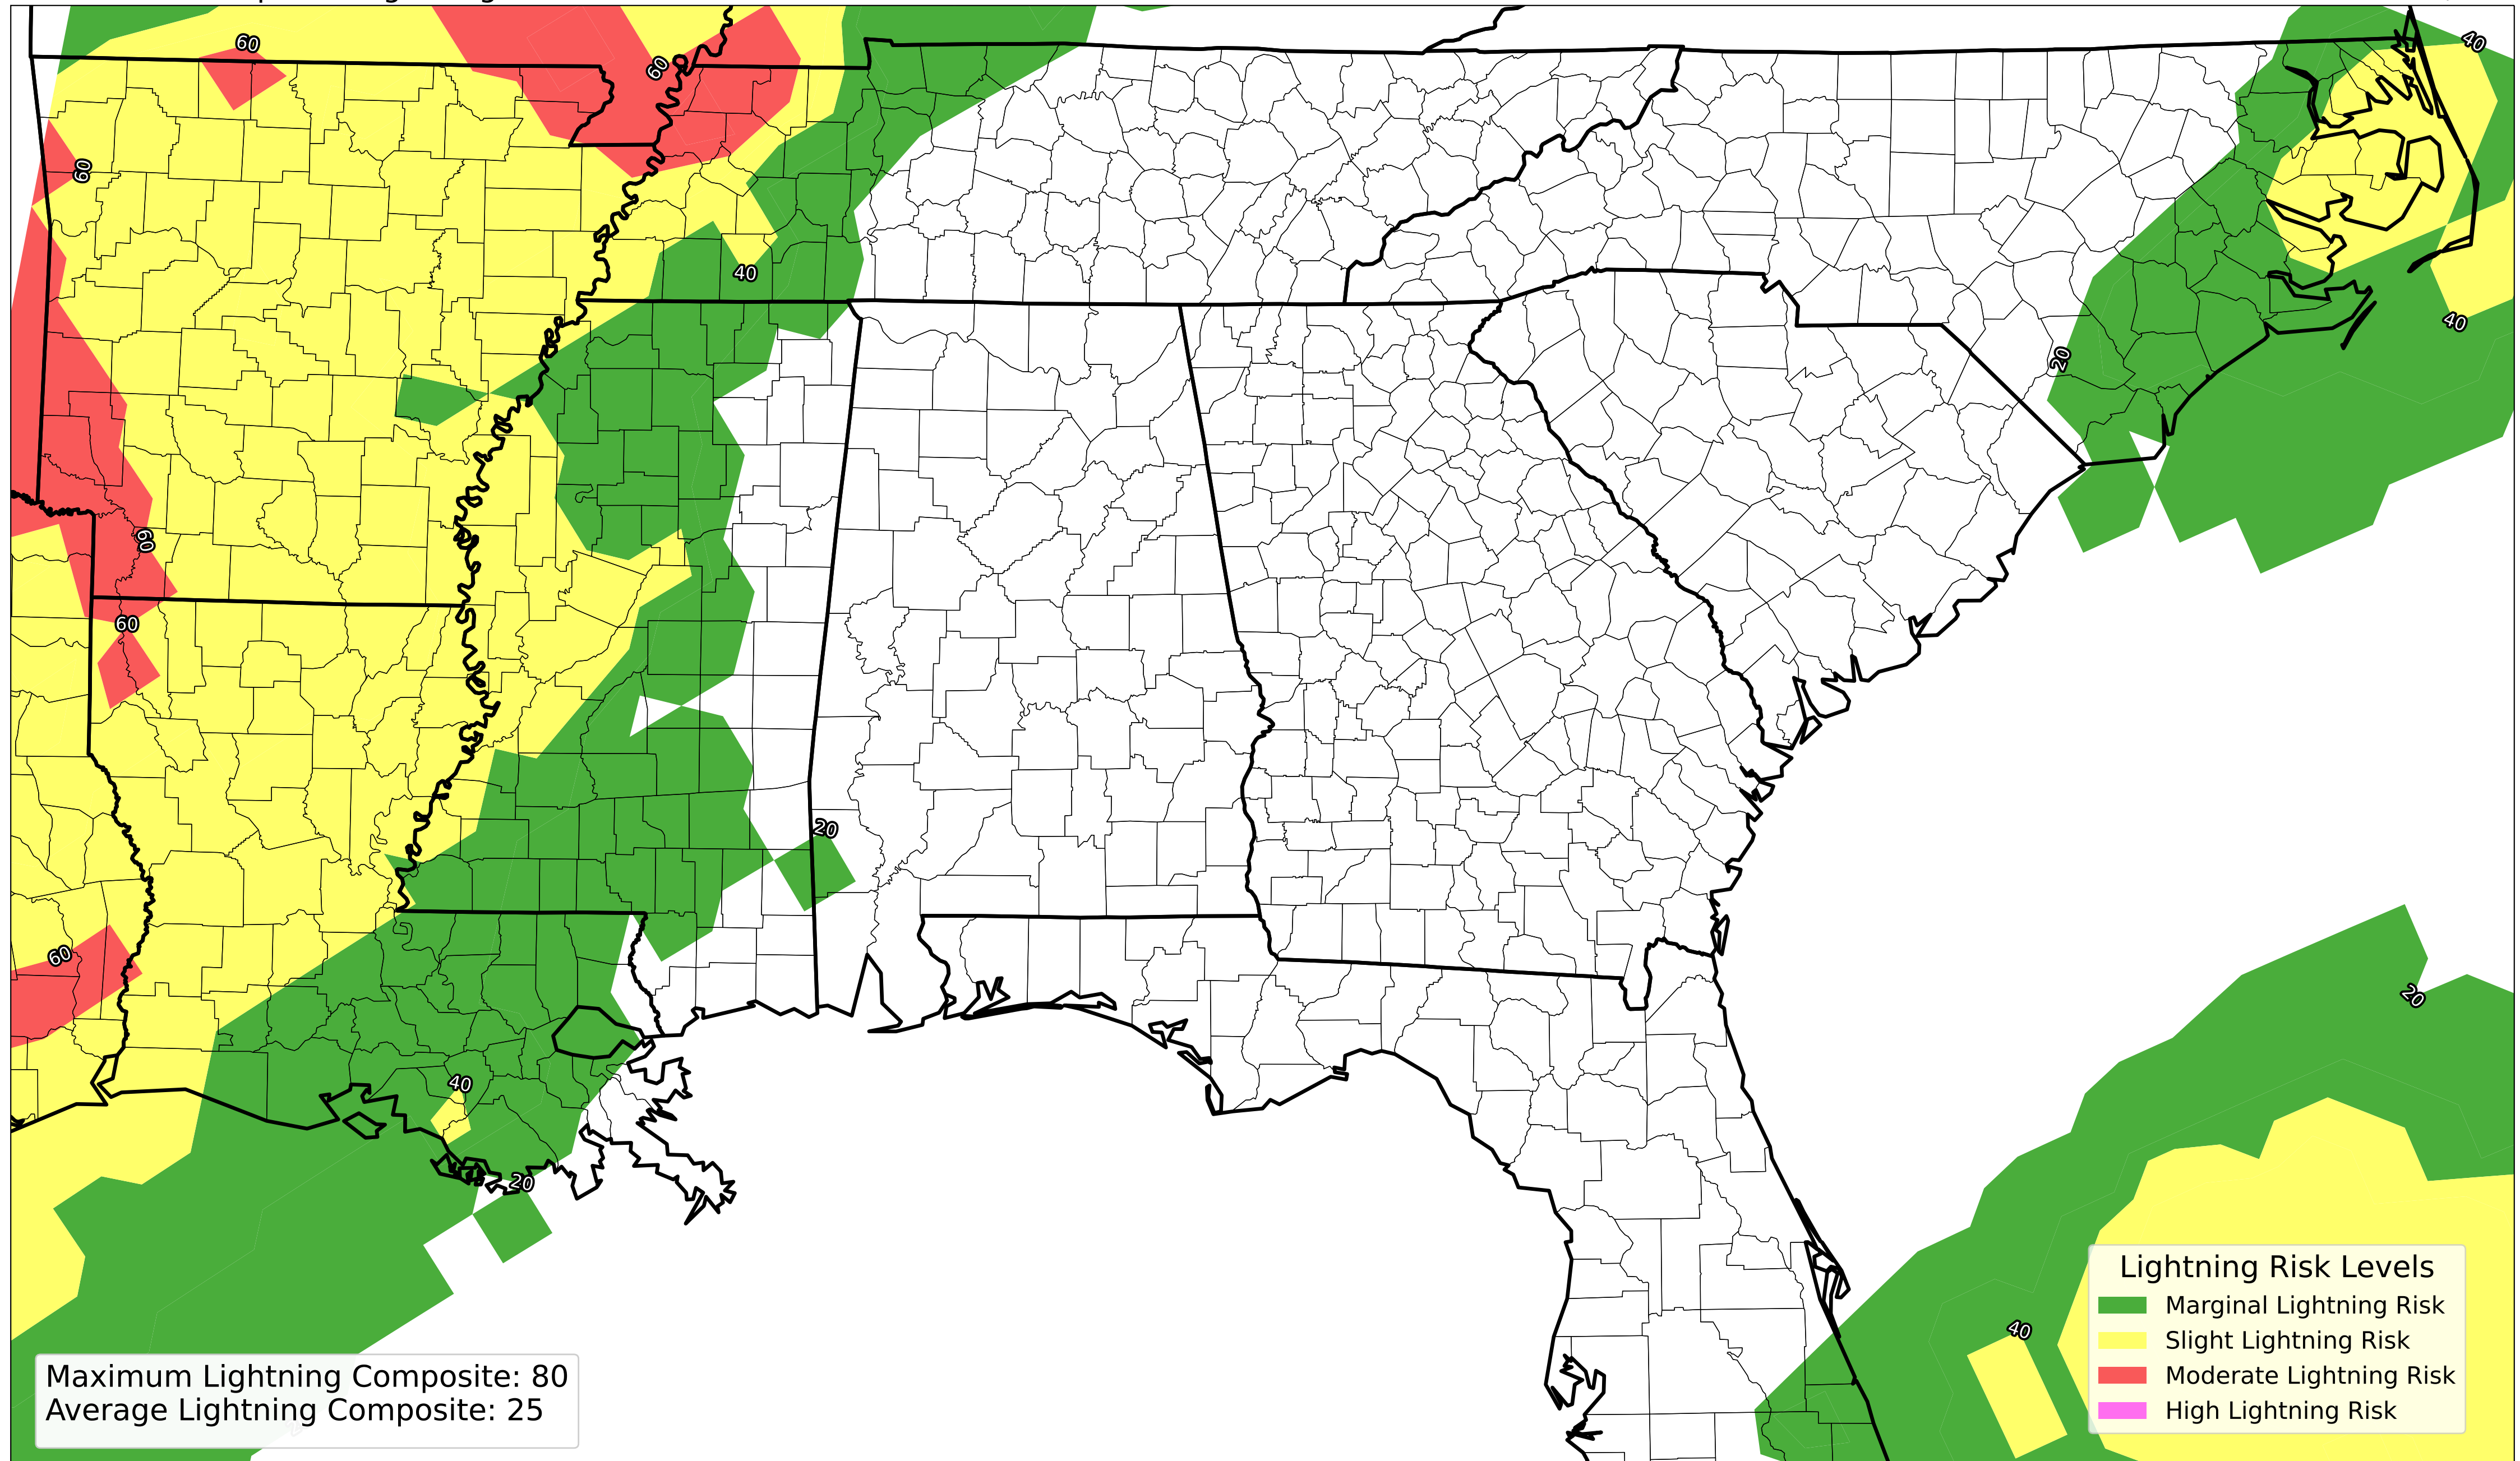 60
60
40
60
40
40
20
60
60
20
60
20
40
20
40
Lightning Risk Levels
Marginal Lightning Risk
Slight Lightning Risk
Moderate Lightning Risk
High Lightning Risk
Maximum Lightning Composite: 80
Average Lightning Composite: 25